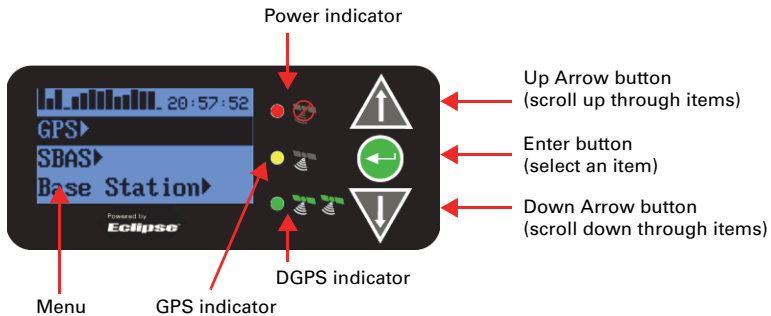 Power indicator
Up Arrow button
(scroll up through items)
20:57:52
GPS
SBAS
Base Station
Enter button
(select an item)
Powered by
Eclipse
Down Arrow button
(scroll down through items)
DGPS indicator
Menu
GPS indicator